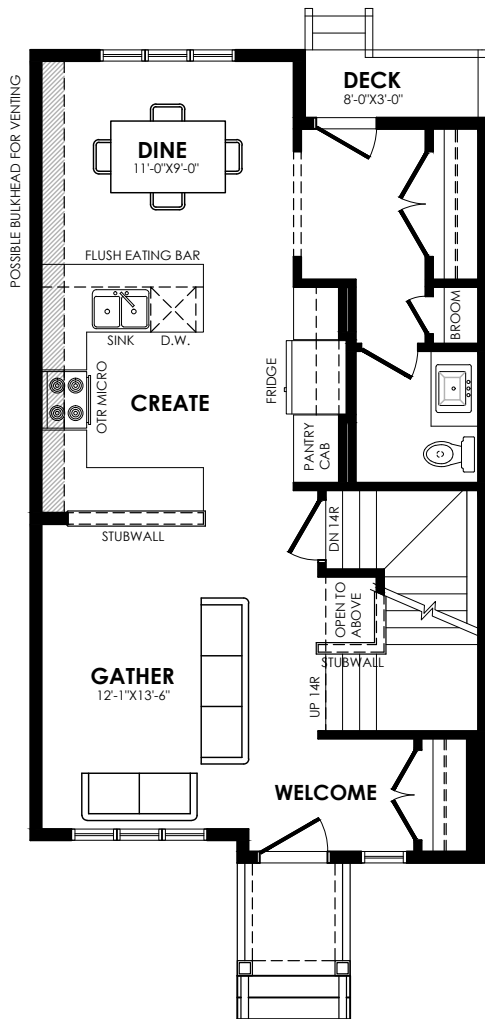 DECK
8'-0"X3'-0"
POSSIBLE BULKHEAD FOR VENTING
DINE
11'-0"X9'-0"
FLUSH EATING BAR
SINK
D.W.
BROOM
OTR MICRO
CREATE
FRIDGE
PANTRY
CAB
STUBWALL
DN 14R
OPEN TO
ABOVE
STUBWALL
GATHER
12'-1"X13'-6"
UP 14R
WELCOME